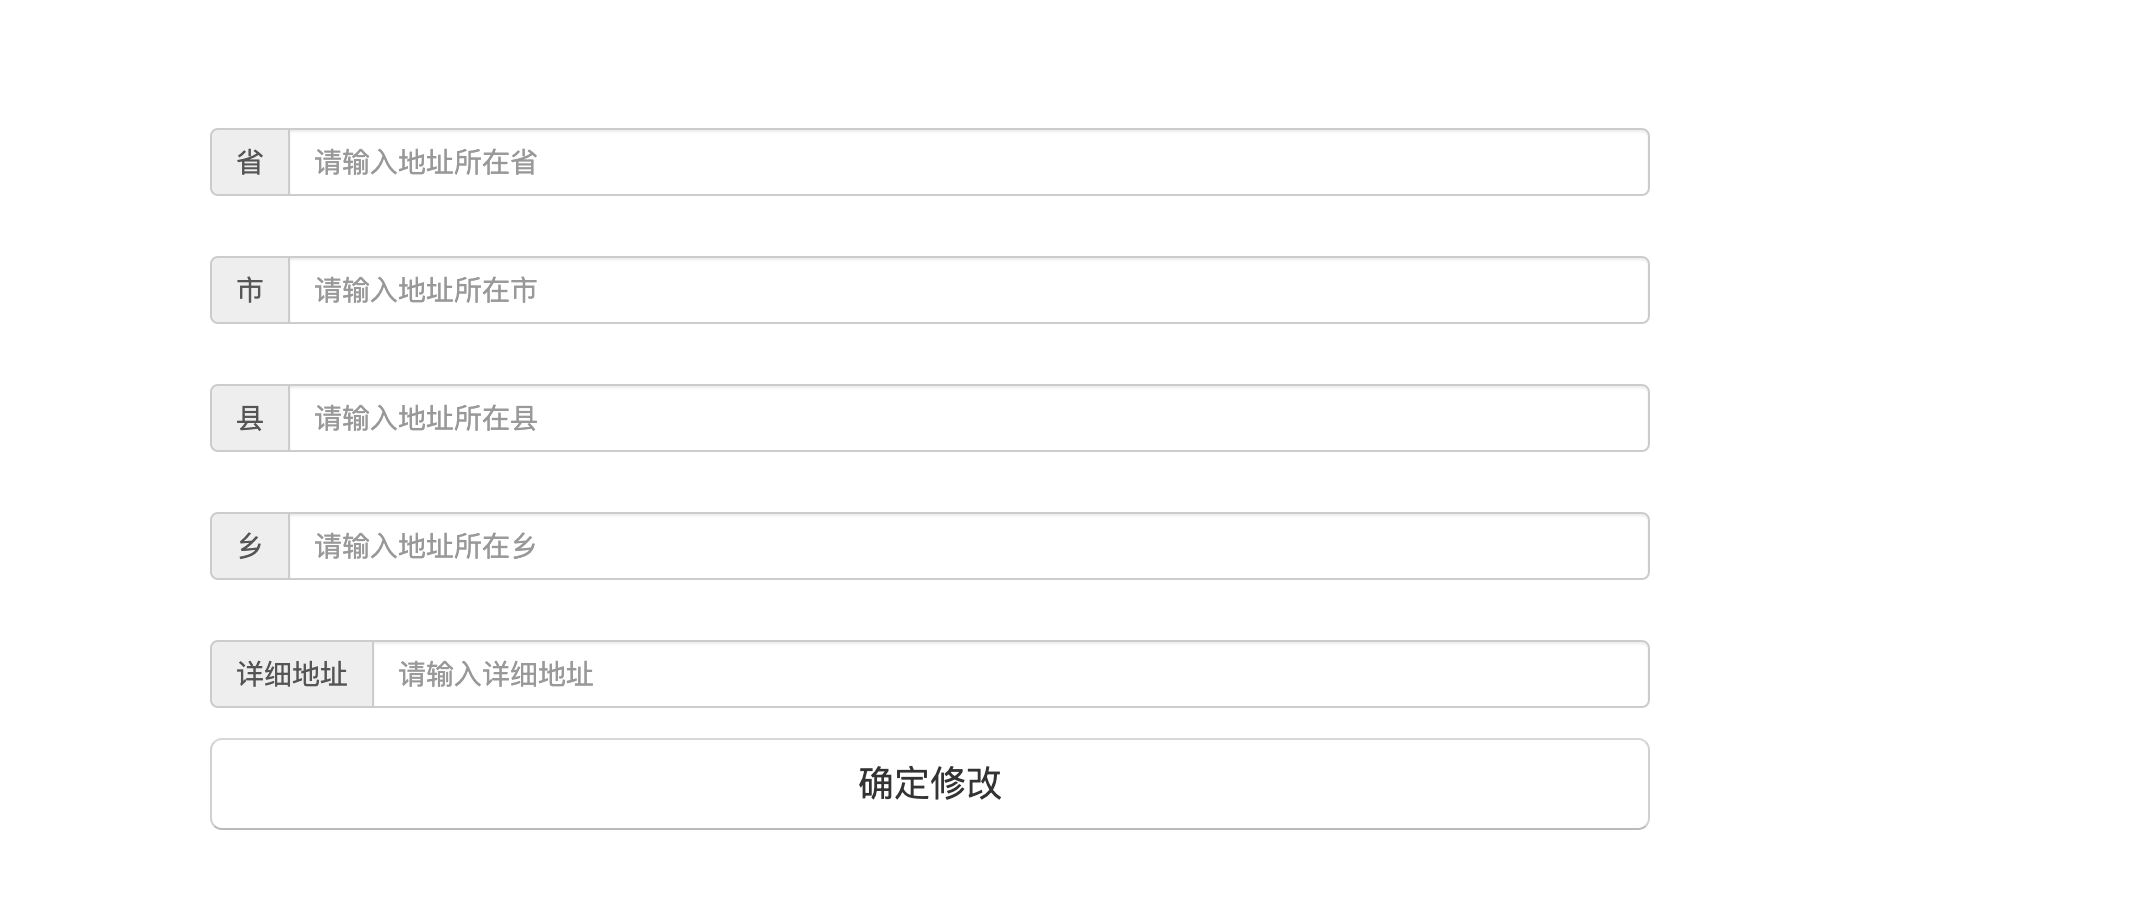 省 请输入地址所在省
市 请输入地址所在市
县 请输入地址所在县
乡 请输入地址所在乡
详细地址 请输入详细地址
确定修改